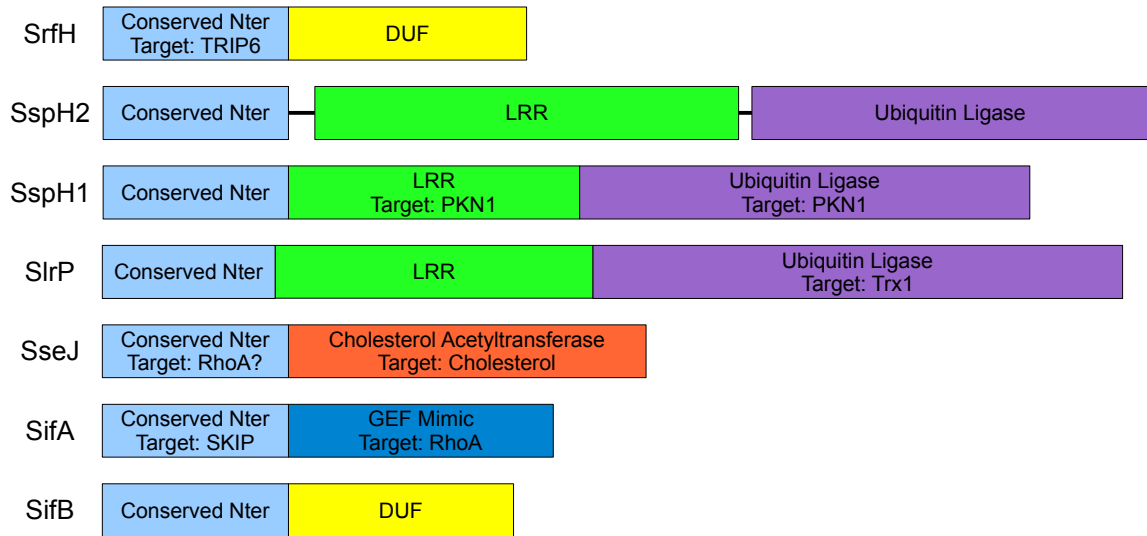 SrfH
Conserved Nter
Target: TRIP6
DUF
SspH2
Conserved Nter
LRR
Ubiquitin Ligase
SspH1
Conserved Nter
LRR
Target: PKN1
Ubiquitin Ligase
Target: PKN1
SlrP
Conserved Nter
LRR
Ubiquitin Ligase
Target: Trx1
SseJ
Conserved Nter
Target: RhoA?
Cholesterol Acetyltransferase
Target: Cholesterol
SifA
Conserved Nter
Target: SKIP
GEF Mimic
Target: RhoA
SifB
Conserved Nter
DUF